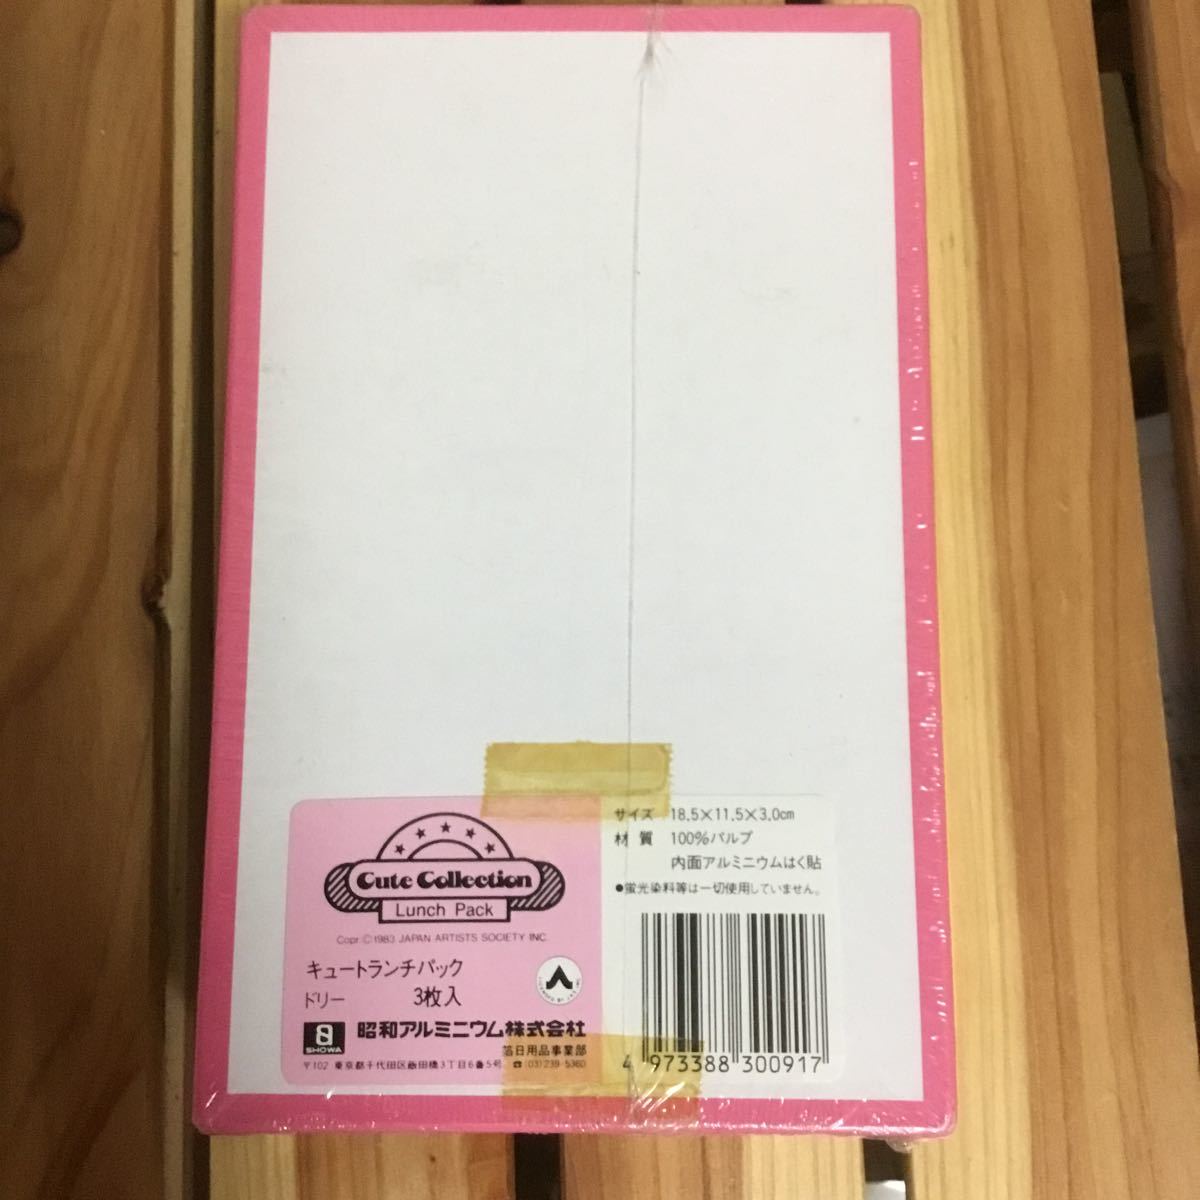 Cute Collection
Lunch Pack
Copr.©1983 JAPAN ARTISTS SOCIETY INC.
キュートランチパック
ドリー 3枚入
SHOWA
昭和アルミニウム株式会社
箔日用品事業部
〒102 東京都千代田区飯田橋3丁目6番5号 ☎(03)239-5360
サイズ 18.5×11.5×3.0cm
材質 100%パルプ
内面アルミニウムはく貼
●蛍光染料等は一切使用していません。
4 973388 300917